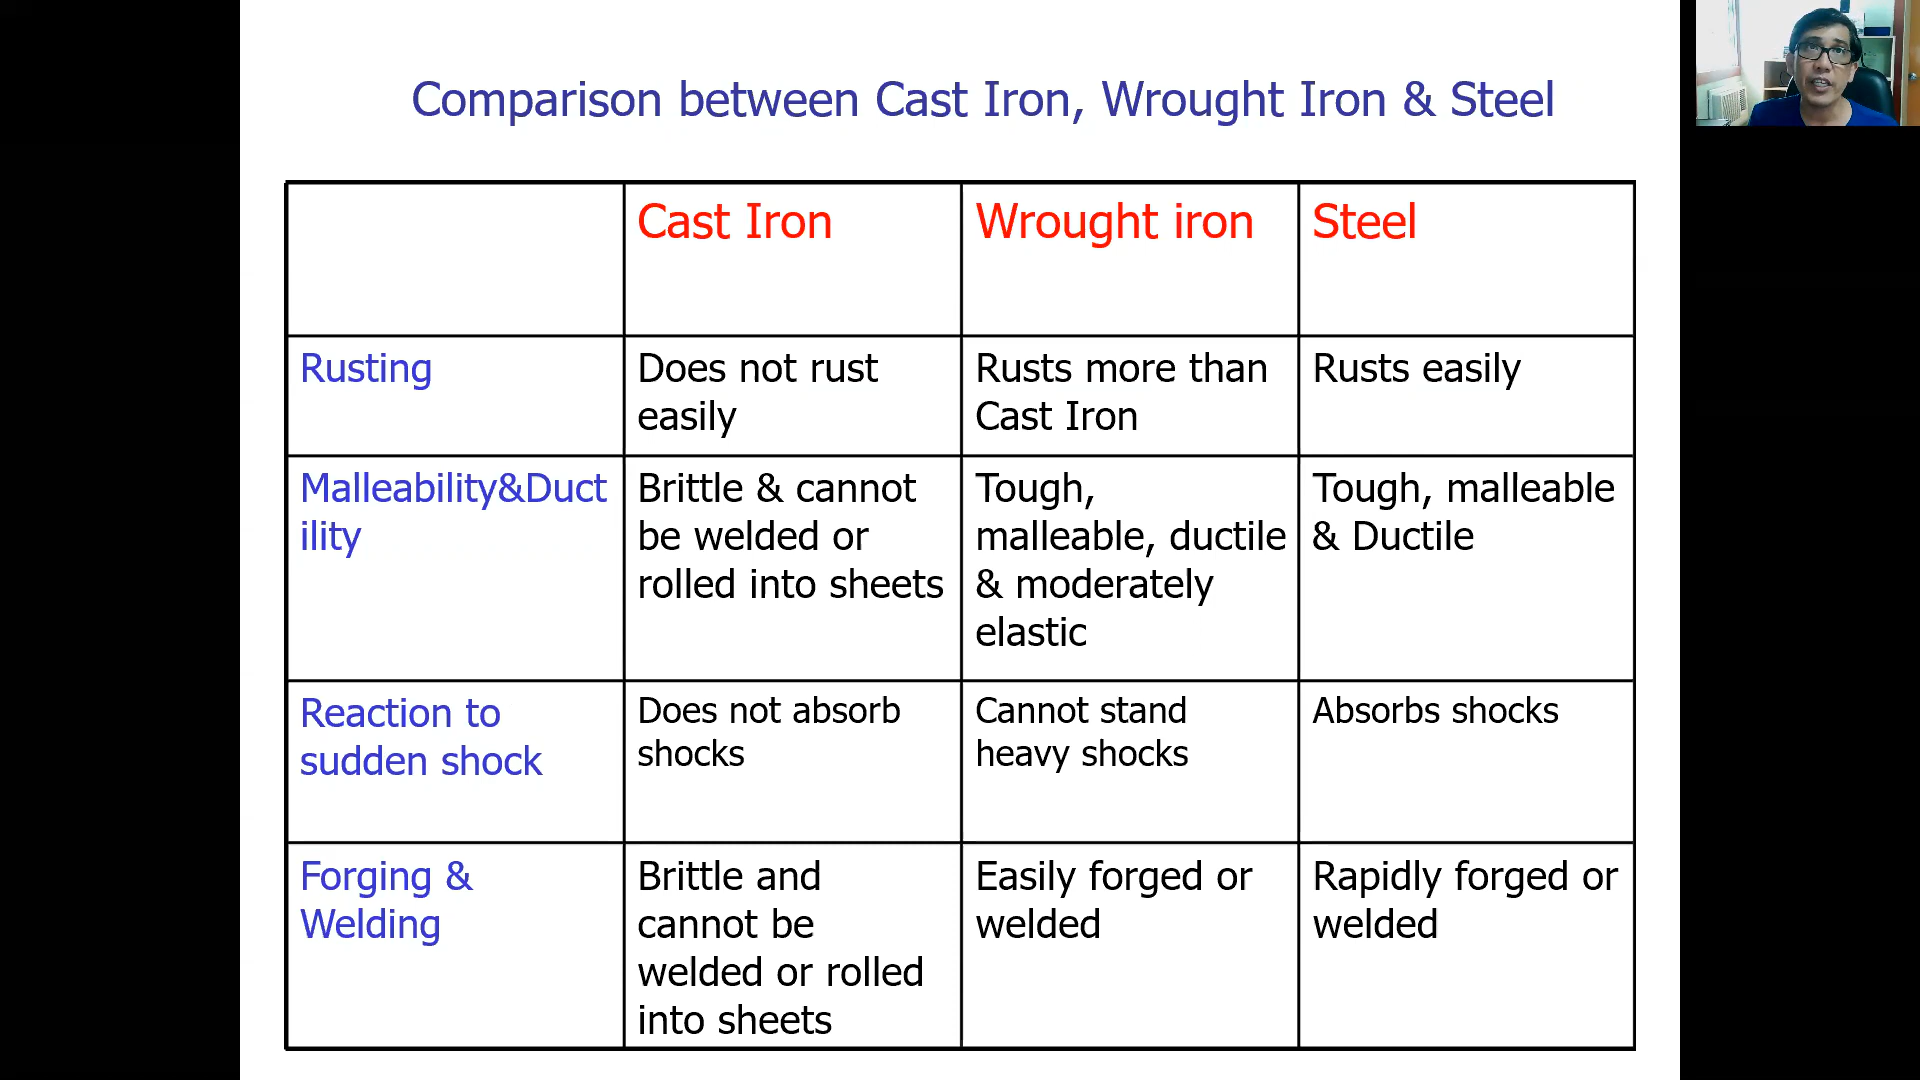 Comparison between Cast Iron, Wrought Iron & Steel
Cast Iron
Wrought iron
Steel
Rusting
Does not rust
easily
Rusts more than
Cast Iron
Rusts easily
Malleability&Duct
ility
Brittle & cannot
be welded or
rolled into sheets
Tough,
malleable, ductile
& moderately
elastic
Tough, malleable
& Ductile
Reaction to
sudden shock
Does not absorb
shocks
Cannot stand
heavy shocks
Absorbs shocks
Forging &
Welding
Brittle and
cannot be
welded or rolled
into sheets
Easily forged or
welded
Rapidly forged or
welded